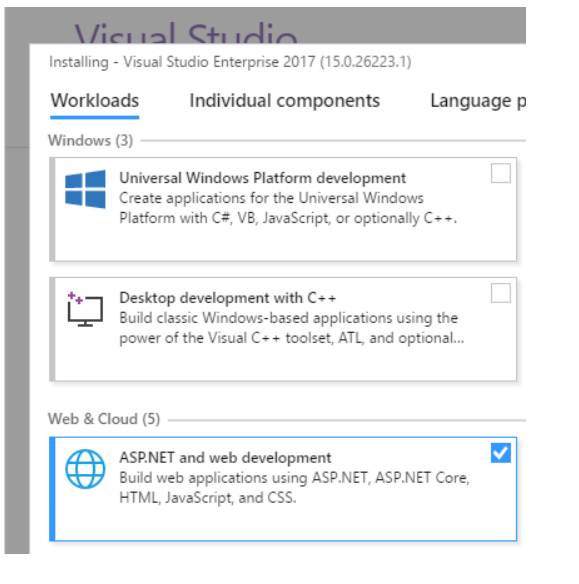 Visual Studio
Installing - Visual Studio Enterprise 2017 (15.0.26223.1)
Workloads Individual components Language p
Windows (3)
Universal Windows Platform development
Create applications for the Universal Windows
Platform with C#, VB, JavaScript, or optionally C++.
Desktop development with C++
Build classic Windows-based applications using the
power of the Visual C++ toolset, ATL, and optional...
Web & Cloud (5)
ASP.NET and web development
Build web applications using ASP.NET, ASP.NET Core,
HTML, JavaScript, and CSS.